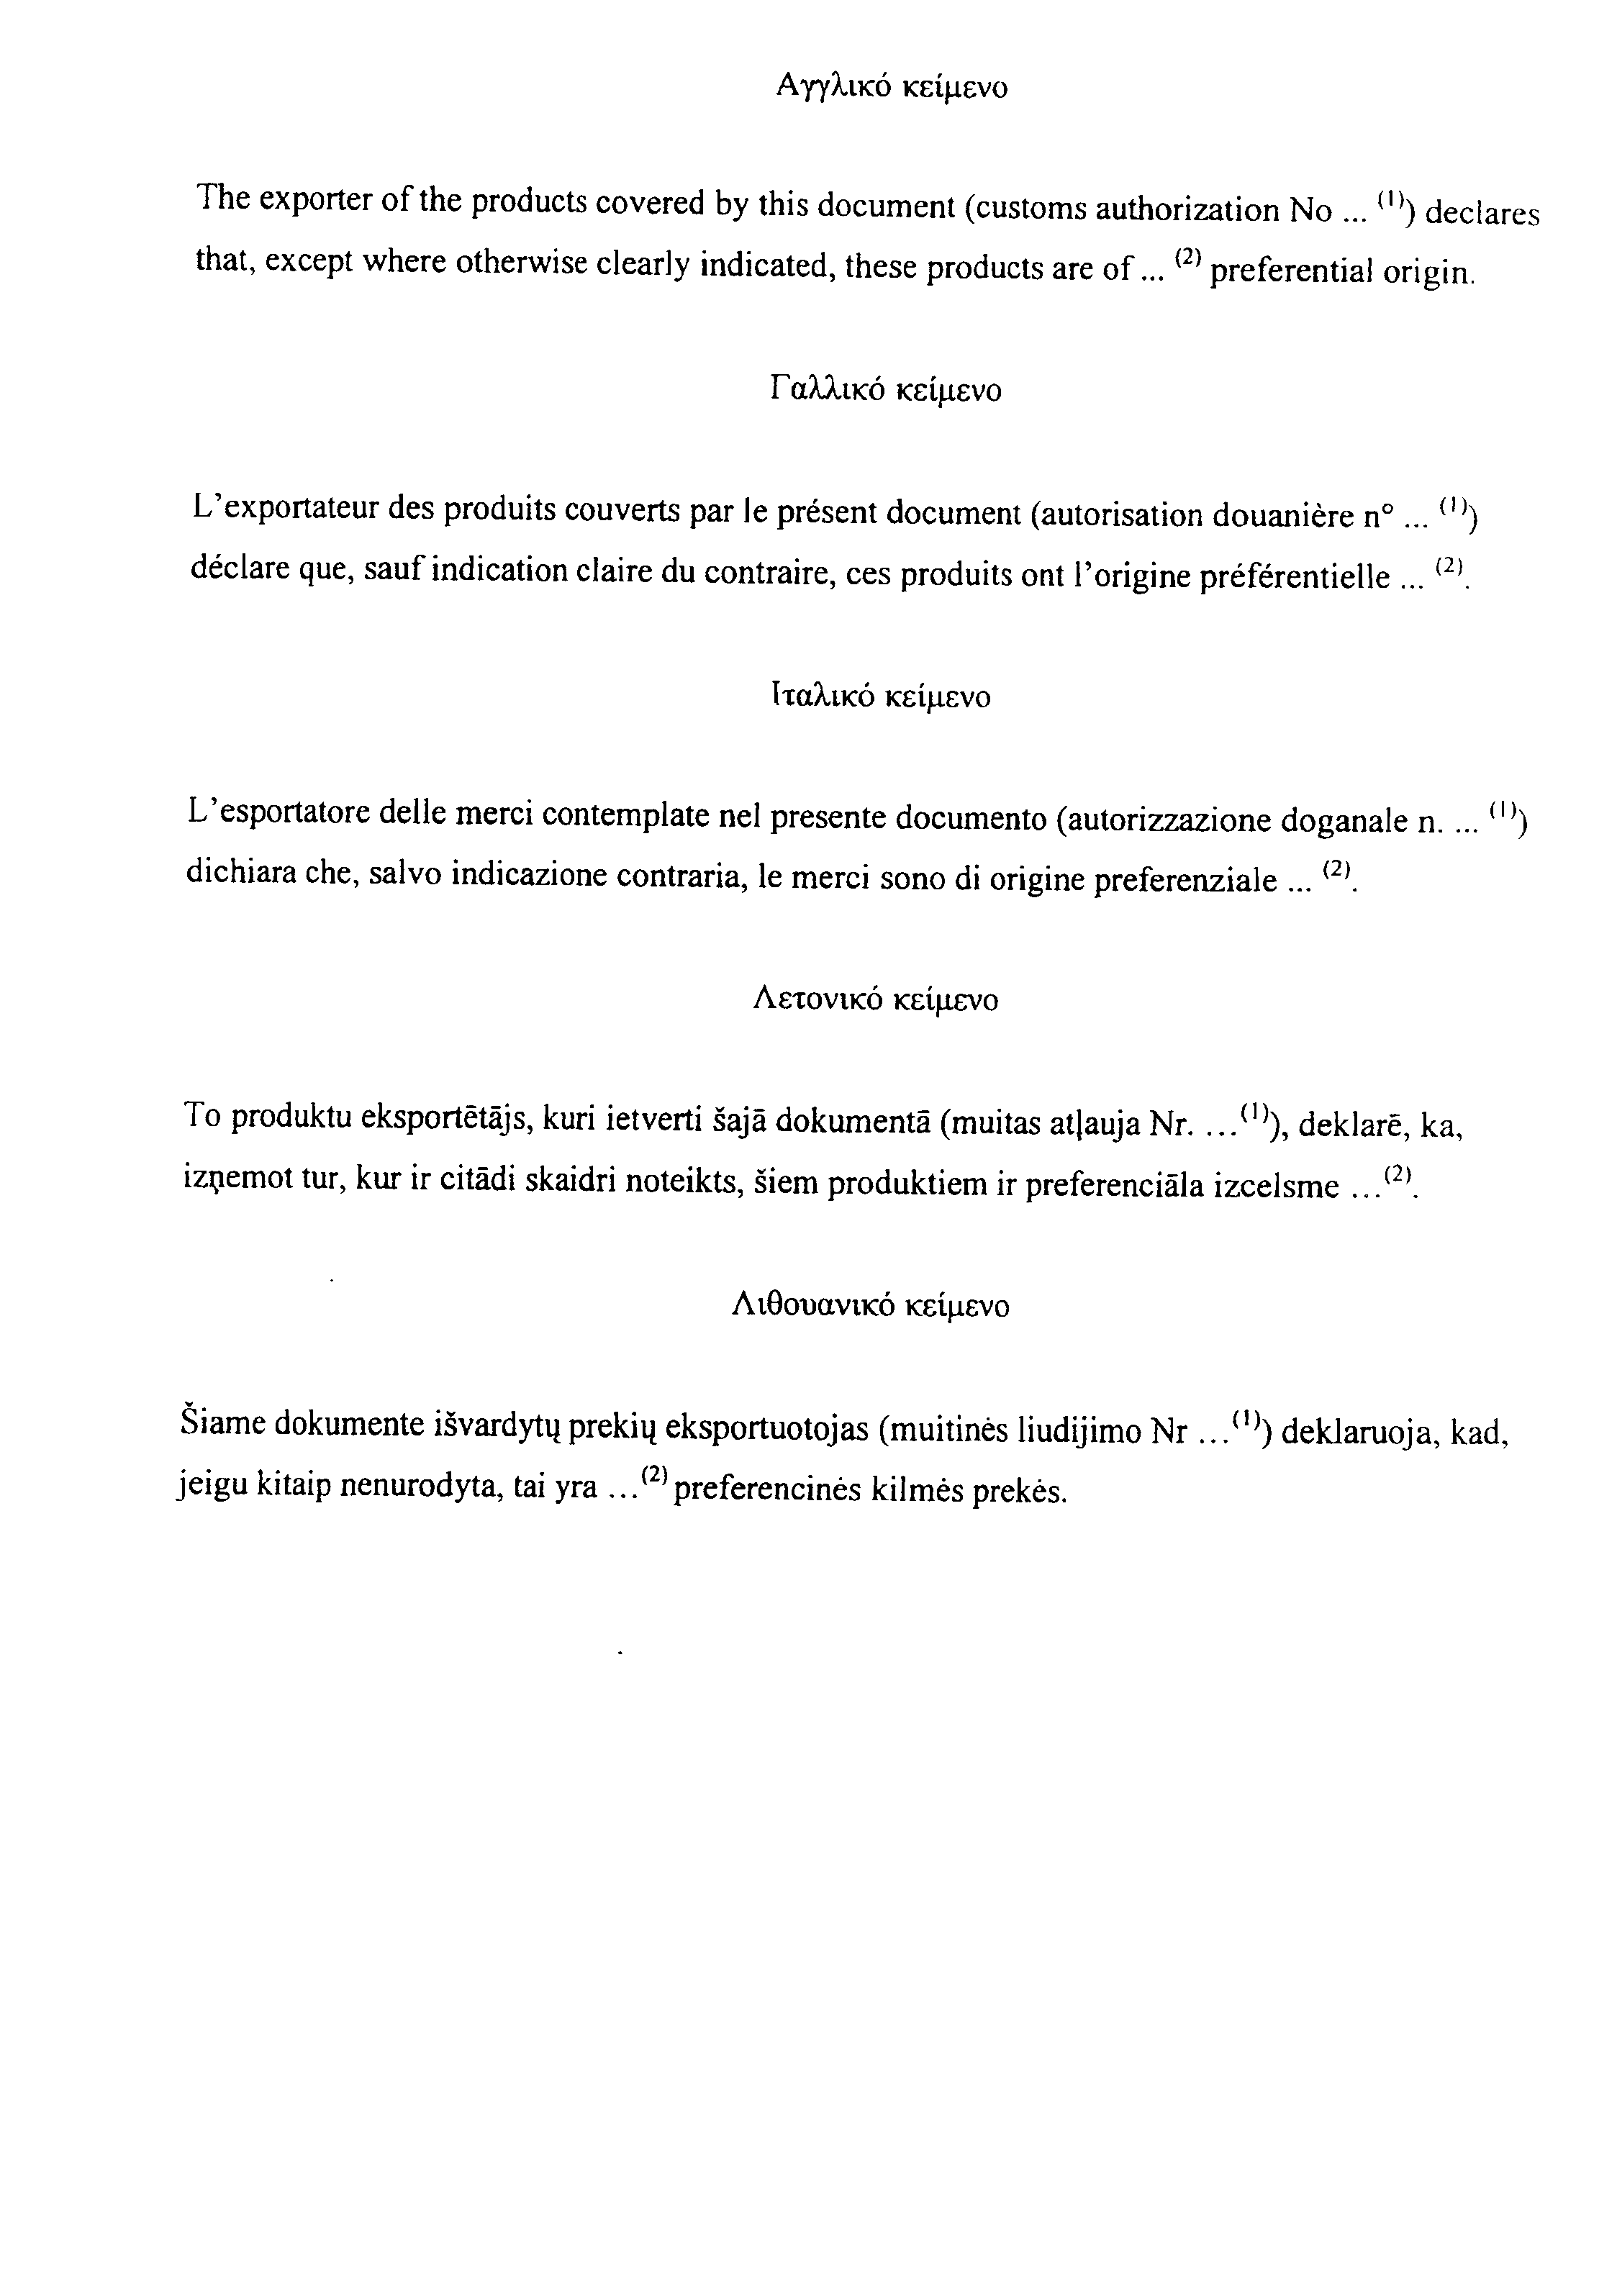 Αγγλικό κείμενο
The exporter of the products covered by this document (customs authorization No ... (1)) declares
that, except where otherwise clearly indicated, these products are of ... (2) preferential origin.
Γαλλικό κείμενο
L’exportateur des produits couverts par le présent document (autorisation douanière n° ... (1))
déclare que, sauf indication claire du contraire, ces produits ont l’origine préférentielle ... (2).
Ιταλικό κείμενο
L’esportatore delle merci contemplate nel presente documento (autorizzazione doganale n. ... (1))
dichiara che, salvo indicazione contraria, le merci sono di origine preferenziale ... (2).
Λετονικό κείμενο
To produktu eksportētājs, kuri ietverti šajā dokumentā (muitas atļauja Nr. …(1)), deklarē, ka,
izņemot tur, kur ir citādi skaidri noteikts, šiem produktiem ir preferenciāla izcelsme …(2).
Λιθουανικό κείμενο
Šiame dokumente išvardytų prekių eksportuotojas (muitinės liudijimo Nr …(1)) deklaruoja, kad,
jeigu kitaip nenurodyta, tai yra …(2) preferencinės kilmės prekės.